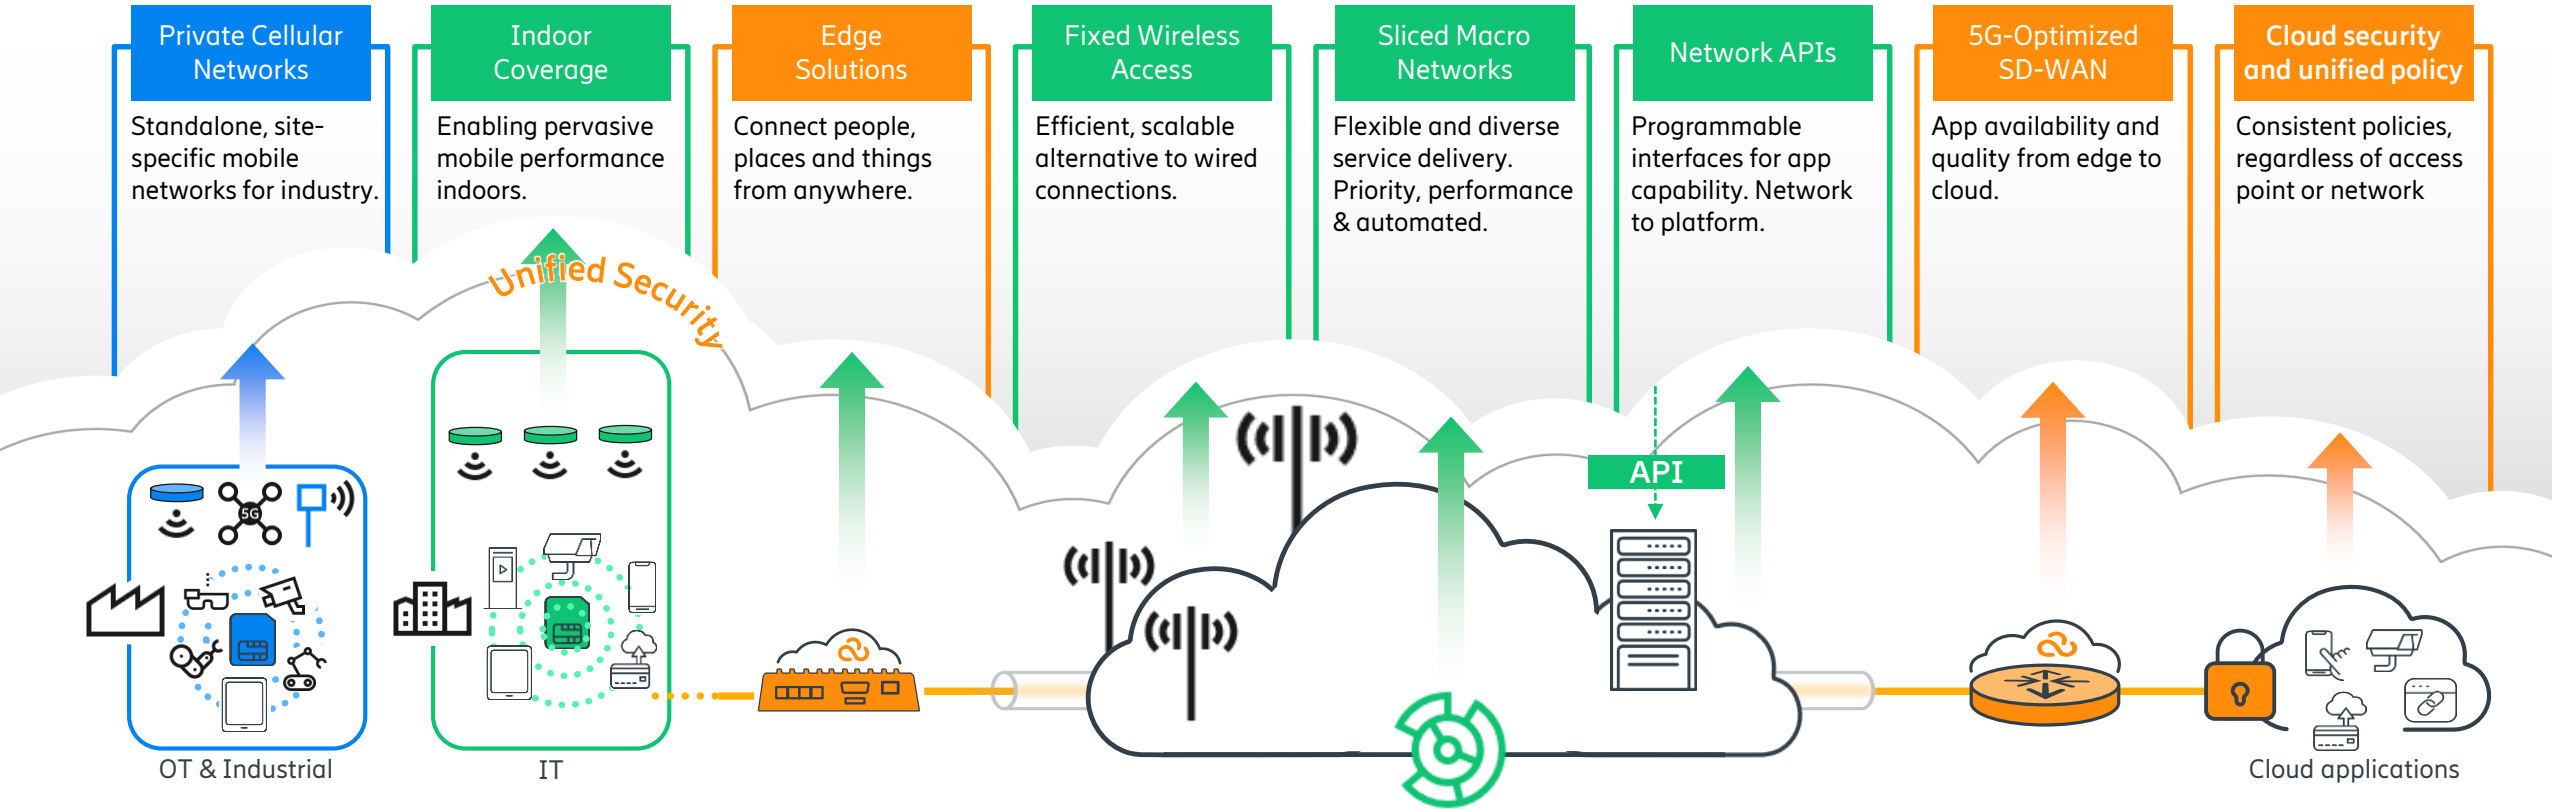 Private Cellular
Networks
Standalone, site-
specific mobile
networks for industry.
Indoor
Coverage
Enabling pervasive
mobile performance
indoors.
Edge
Solutions
Connect people,
places and things
from anywhere.
Fixed Wireless
Access
Efficient, scalable
alternative to wired
connections.
Sliced Macro
Networks
Flexible and diverse
service delivery.
Priority, performance
& automated.
Network APIs
Programmable
interfaces for app
capability. Network
to platform.
5G-Optimized
SD-WAN
App availability and
quality from edge to
cloud.
Cloud security
and unified policy
Consistent policies,
regardless of access
point or network
Unified Security
API
5G
OT & Industrial
IT
Cloud applications